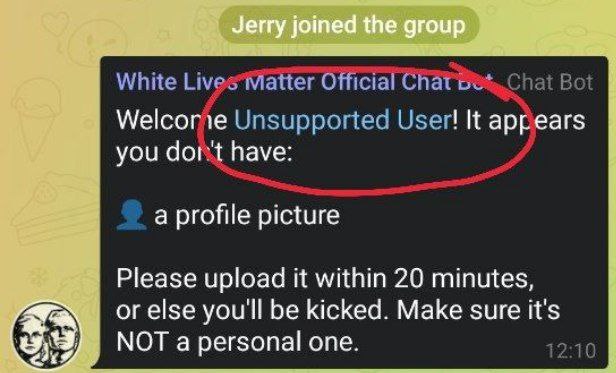 Jerry joined the group
White Lives Matter Official Chat Bot Chat Bot
Welcome Unsupported User! It appears
you don't have:
a profile picture
Please upload it within 20 minutes,
or else you'll be kicked. Make sure it's
NOT a personal one.
12:10